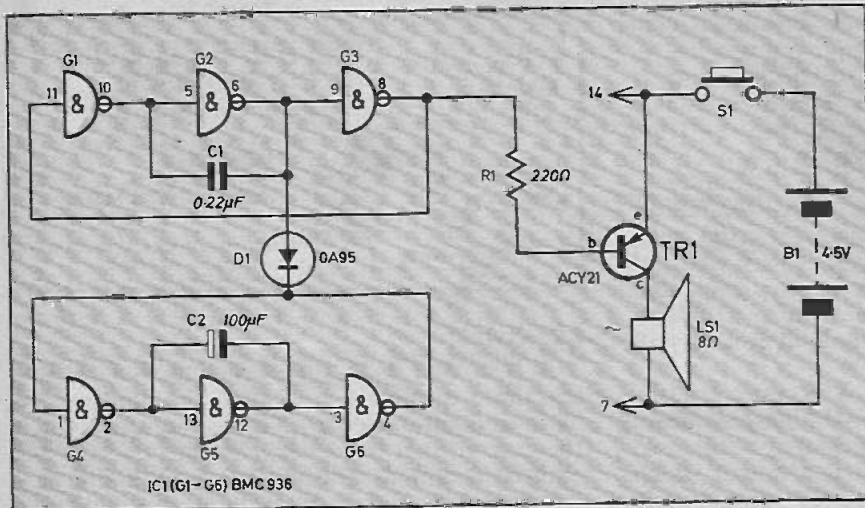 G1
11
&
10
G2
5
&
6
G3
9
&
8
C1
0·22µF
D1
OA95
C2
100µF
1
&
2
G4
13
&
12
G5
3
&
4
G6
IC1 (G1-G6) BMC 936
R1
220Ω
14
S1
e
b
TR1
ACY21
c
B1
4·5V
~
LS1
8Ω
7